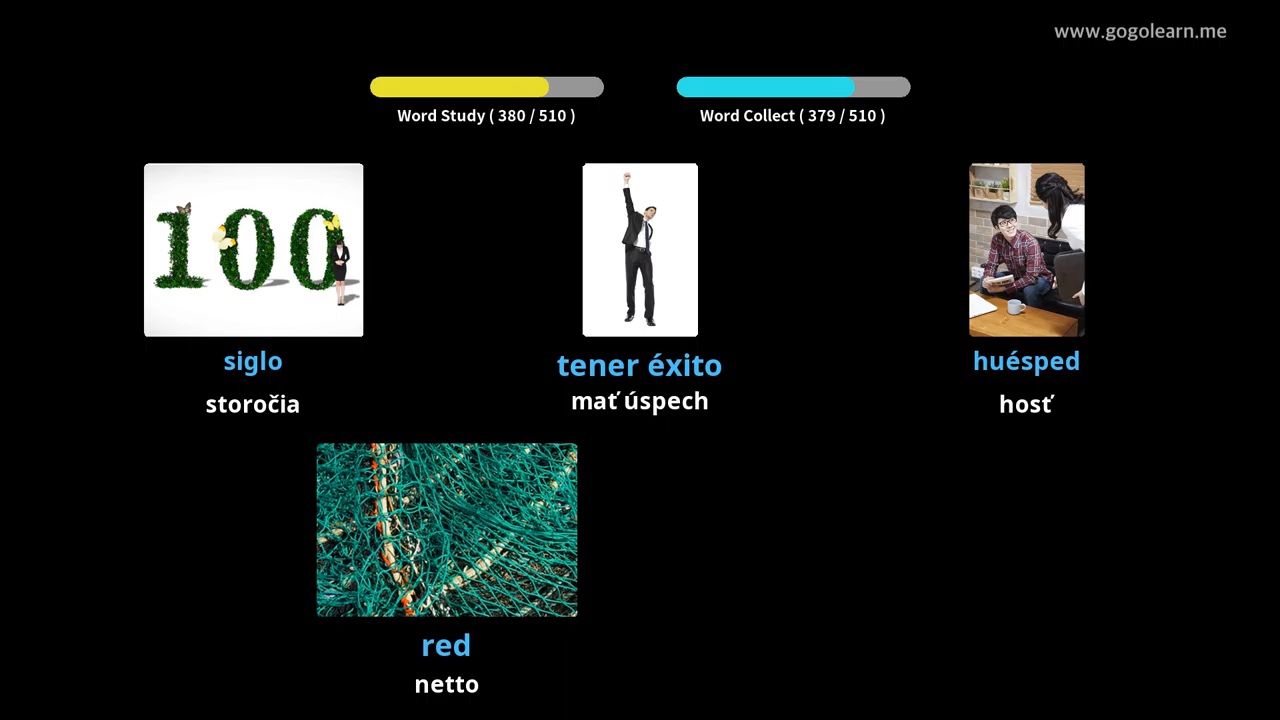 www.gogolearn.me
Word Study ( 380 / 510 )
Word Collect ( 379 / 510 )
100
siglo
tener éxito
huésped
storočia
mať úspech
hosť
red
netto